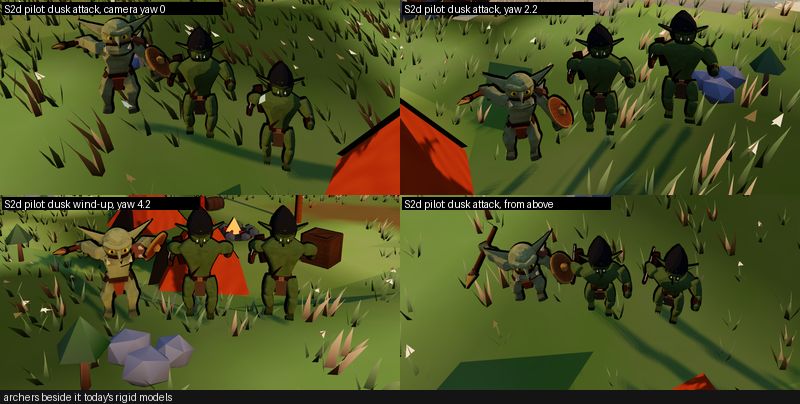 S2d pilot dusk attack, camera yaw 0
S2d pilot: dusk attack, yaw 2.2
S2d pilot: dusk wind-up, yaw 4.2
S2d pilot: dusk attack, from above
archers beside it: today's rigid models